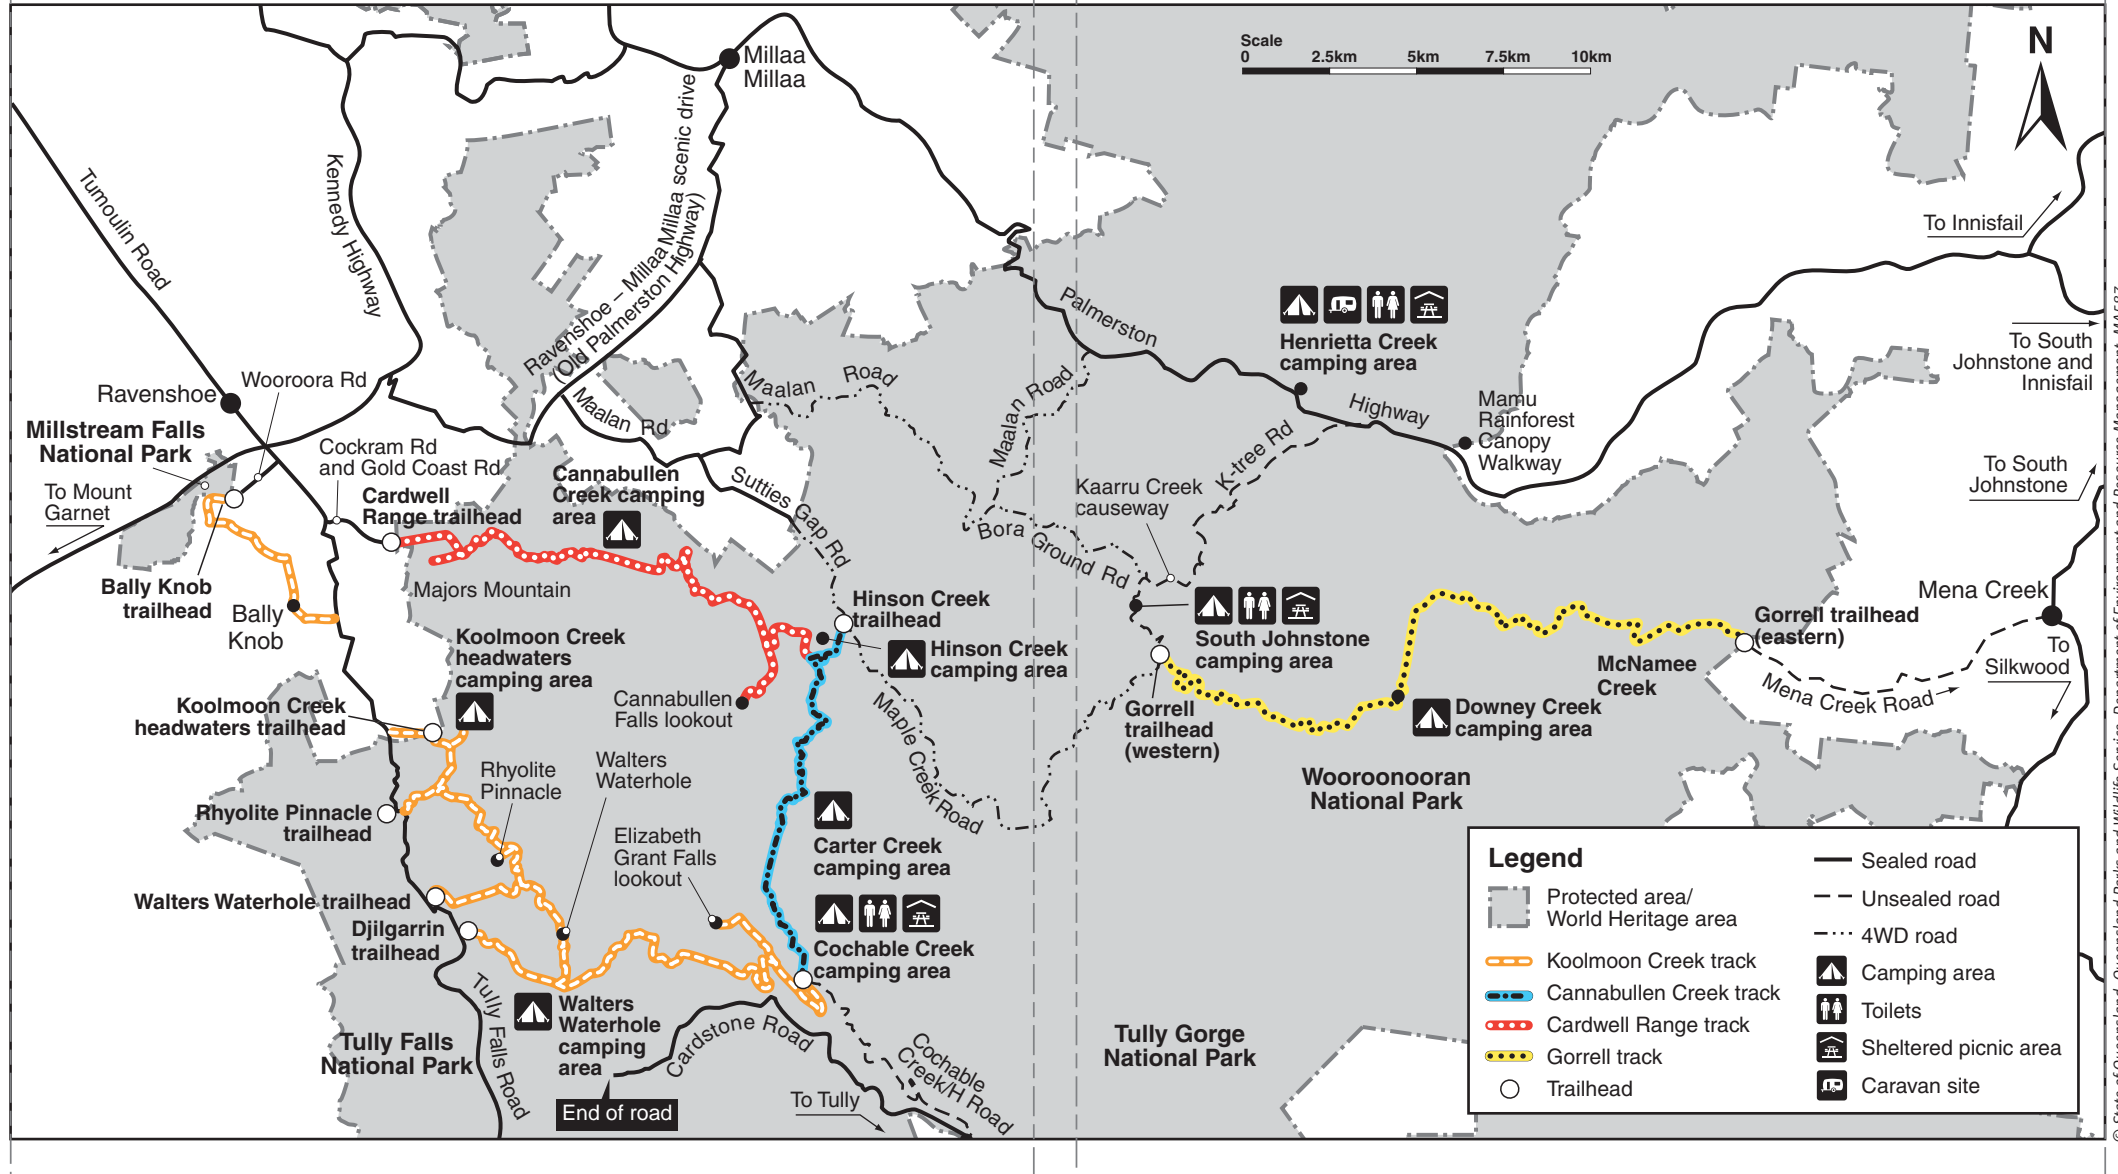 Millaa
Millaa
Scale
0 2.5km 5km 7.5km 10km
N
Tumoulin Road
Kennedy Highway
Ravenshoe – Millaa Millaa scenic drive
(Old Palmerston Highway)
To Innisfail
To South
Johnstone and
Innisfail
Palmerston
Highway
Henrietta Creek
camping area
Mamu
Rainforest
Canopy
Walkway
Ravenshoe
Wooroora Rd
Millstream Falls
National Park
To Mount
Garnet
Cockram Rd
and Gold Coast Rd
Cardwell
Range trailhead
Cannabullen
Creek camping
area
Maalan Rd
Maalan Road
Maalan Road
Sutties Gap Rd
K-tree Rd
Kaarru Creek
causeway
Bora Ground Rd
To South
Johnstone
Bally Knob
trailhead
Bally
Knob
Majors Mountain
Hinson Creek
trailhead
Hinson Creek
camping area
South Johnstone
camping area
Mena Creek
Gorrell trailhead
(eastern)
To
Silkwood
McNamee
Creek
Mena Creek Road
Koolmoon Creek
headwaters
camping area
Koolmoon Creek
headwaters trailhead
Cannabullen
Falls lookout
Maple Creek Road
Gorrell
trailhead
(western)
Downey Creek
camping area
Wooroonooran
National Park
Rhyolite
Pinnacle
Walters
Waterhole
Rhyolite Pinnacle
trailhead
Elizabeth
Grant Falls
lookout
Carter Creek
camping area
Walters Waterhole trailhead
Djilgarrin
trailhead
Cochable Creek
camping area
Tully Falls Road
Walters
Waterhole
camping
area
Tully Falls
National Park
Cardstone Road
End of road
To Tully
Cochable
Creek/H Road
Tully Gorge
National Park
Legend
Protected area/
World Heritage area
Koolmoon Creek track
Cannabullen Creek track
Cardwell Range track
Gorrell track
Trailhead
Sealed road
Unsealed road
4WD road
Camping area
Toilets
Sheltered picnic area
Caravan site